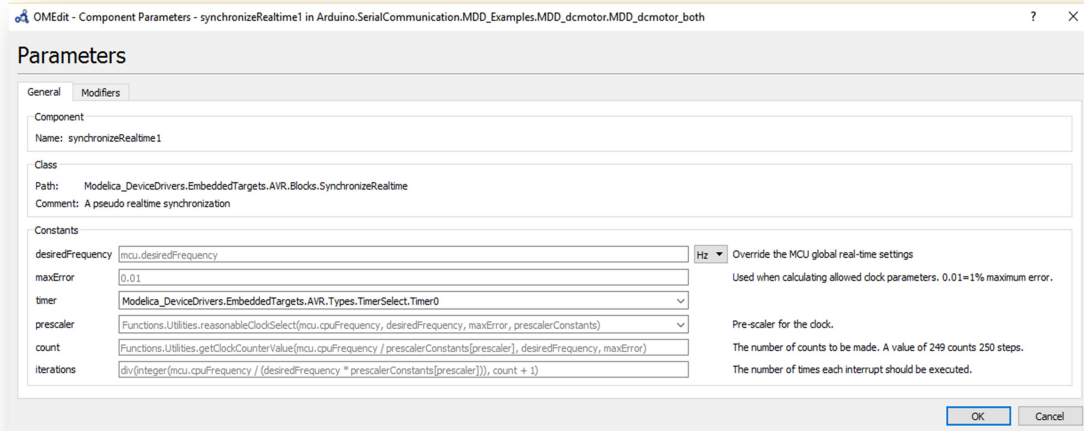 OMEdit - Component Parameters - synchronizeRealtime1 in Arduino.SerialCommunication.MDD_Examples.MDD_dcmotor.MDD_dcmotor_both ? ×
Parameters
General Modifiers
Component
Name: synchronizeRealtime1
Class
Path: Modelica_DeviceDrivers.EmbeddedTargets.AVR.Blocks.SynchronizeRealtime
Comment: A pseudo realtime synchronization
Constants
desiredFrequency mcu.desiredFrequency Hz Override the MCU global real-time settings
maxError 0.01 Used when calculating allowed clock parameters. 0.01=1% maximum error.
timer Modelica_DeviceDrivers.EmbeddedTargets.AVR.Types.TimerSelect.Timer0
prescaler Functions.Utilities.reasonableClockSelect(mcu.cpuFrequency, desiredFrequency, maxError, prescalerConstants) Pre-scaler for the clock.
count Functions.Utilities.getClockCounterValue(mcu.cpuFrequency / prescalerConstants[prescaler], desiredFrequency, maxError) The number of counts to be made. A value of 249 counts 250 steps.
iterations div(integer(mcu.cpuFrequency / (desiredFrequency * prescalerConstants[prescaler])), count + 1) The number of times each interrupt should be executed.
OK Cancel